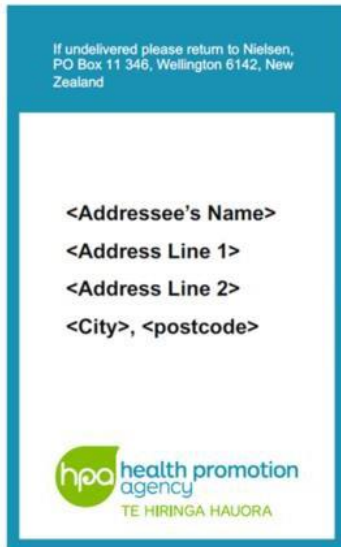 If undelivered please return to Nielsen,
PO Box 11 346, Wellington 6142, New
Zealand
<Addressee's Name>
<Address Line 1>
<Address Line 2>
<City>, <postcode>
hpa health promotion
agency
TE HIRINGA HAUORA